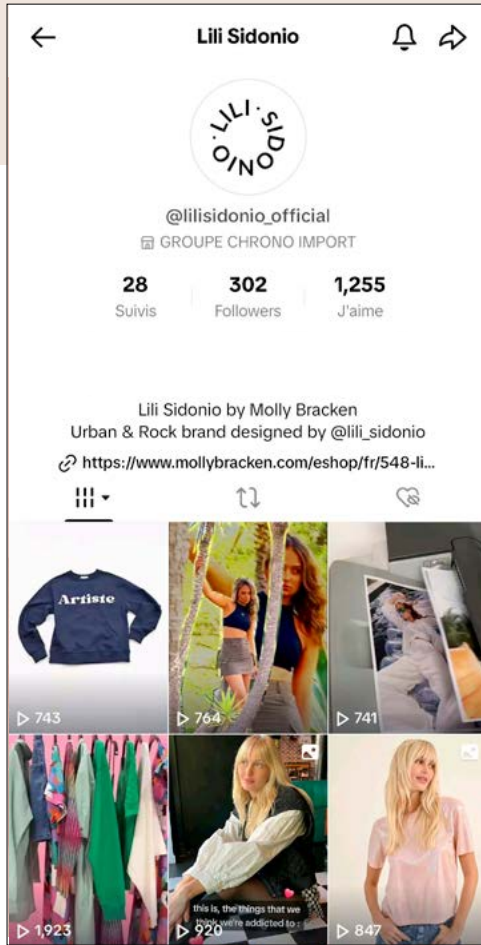 Lili Sidonio
LILI · SIDONIO ·
@lilisidonio_official
GROUPE CHRONO IMPORT
28 302 1,255
Suivis Followers J'aime
Lili Sidonio by Molly Bracken
Urban & Rock brand designed by @lili_sidonio
https://www.mollybracken.com/eshop/fr/548-li...
Artiste
743 764 741
this is, the things that we
think we're addicted to :
1,923 920 847